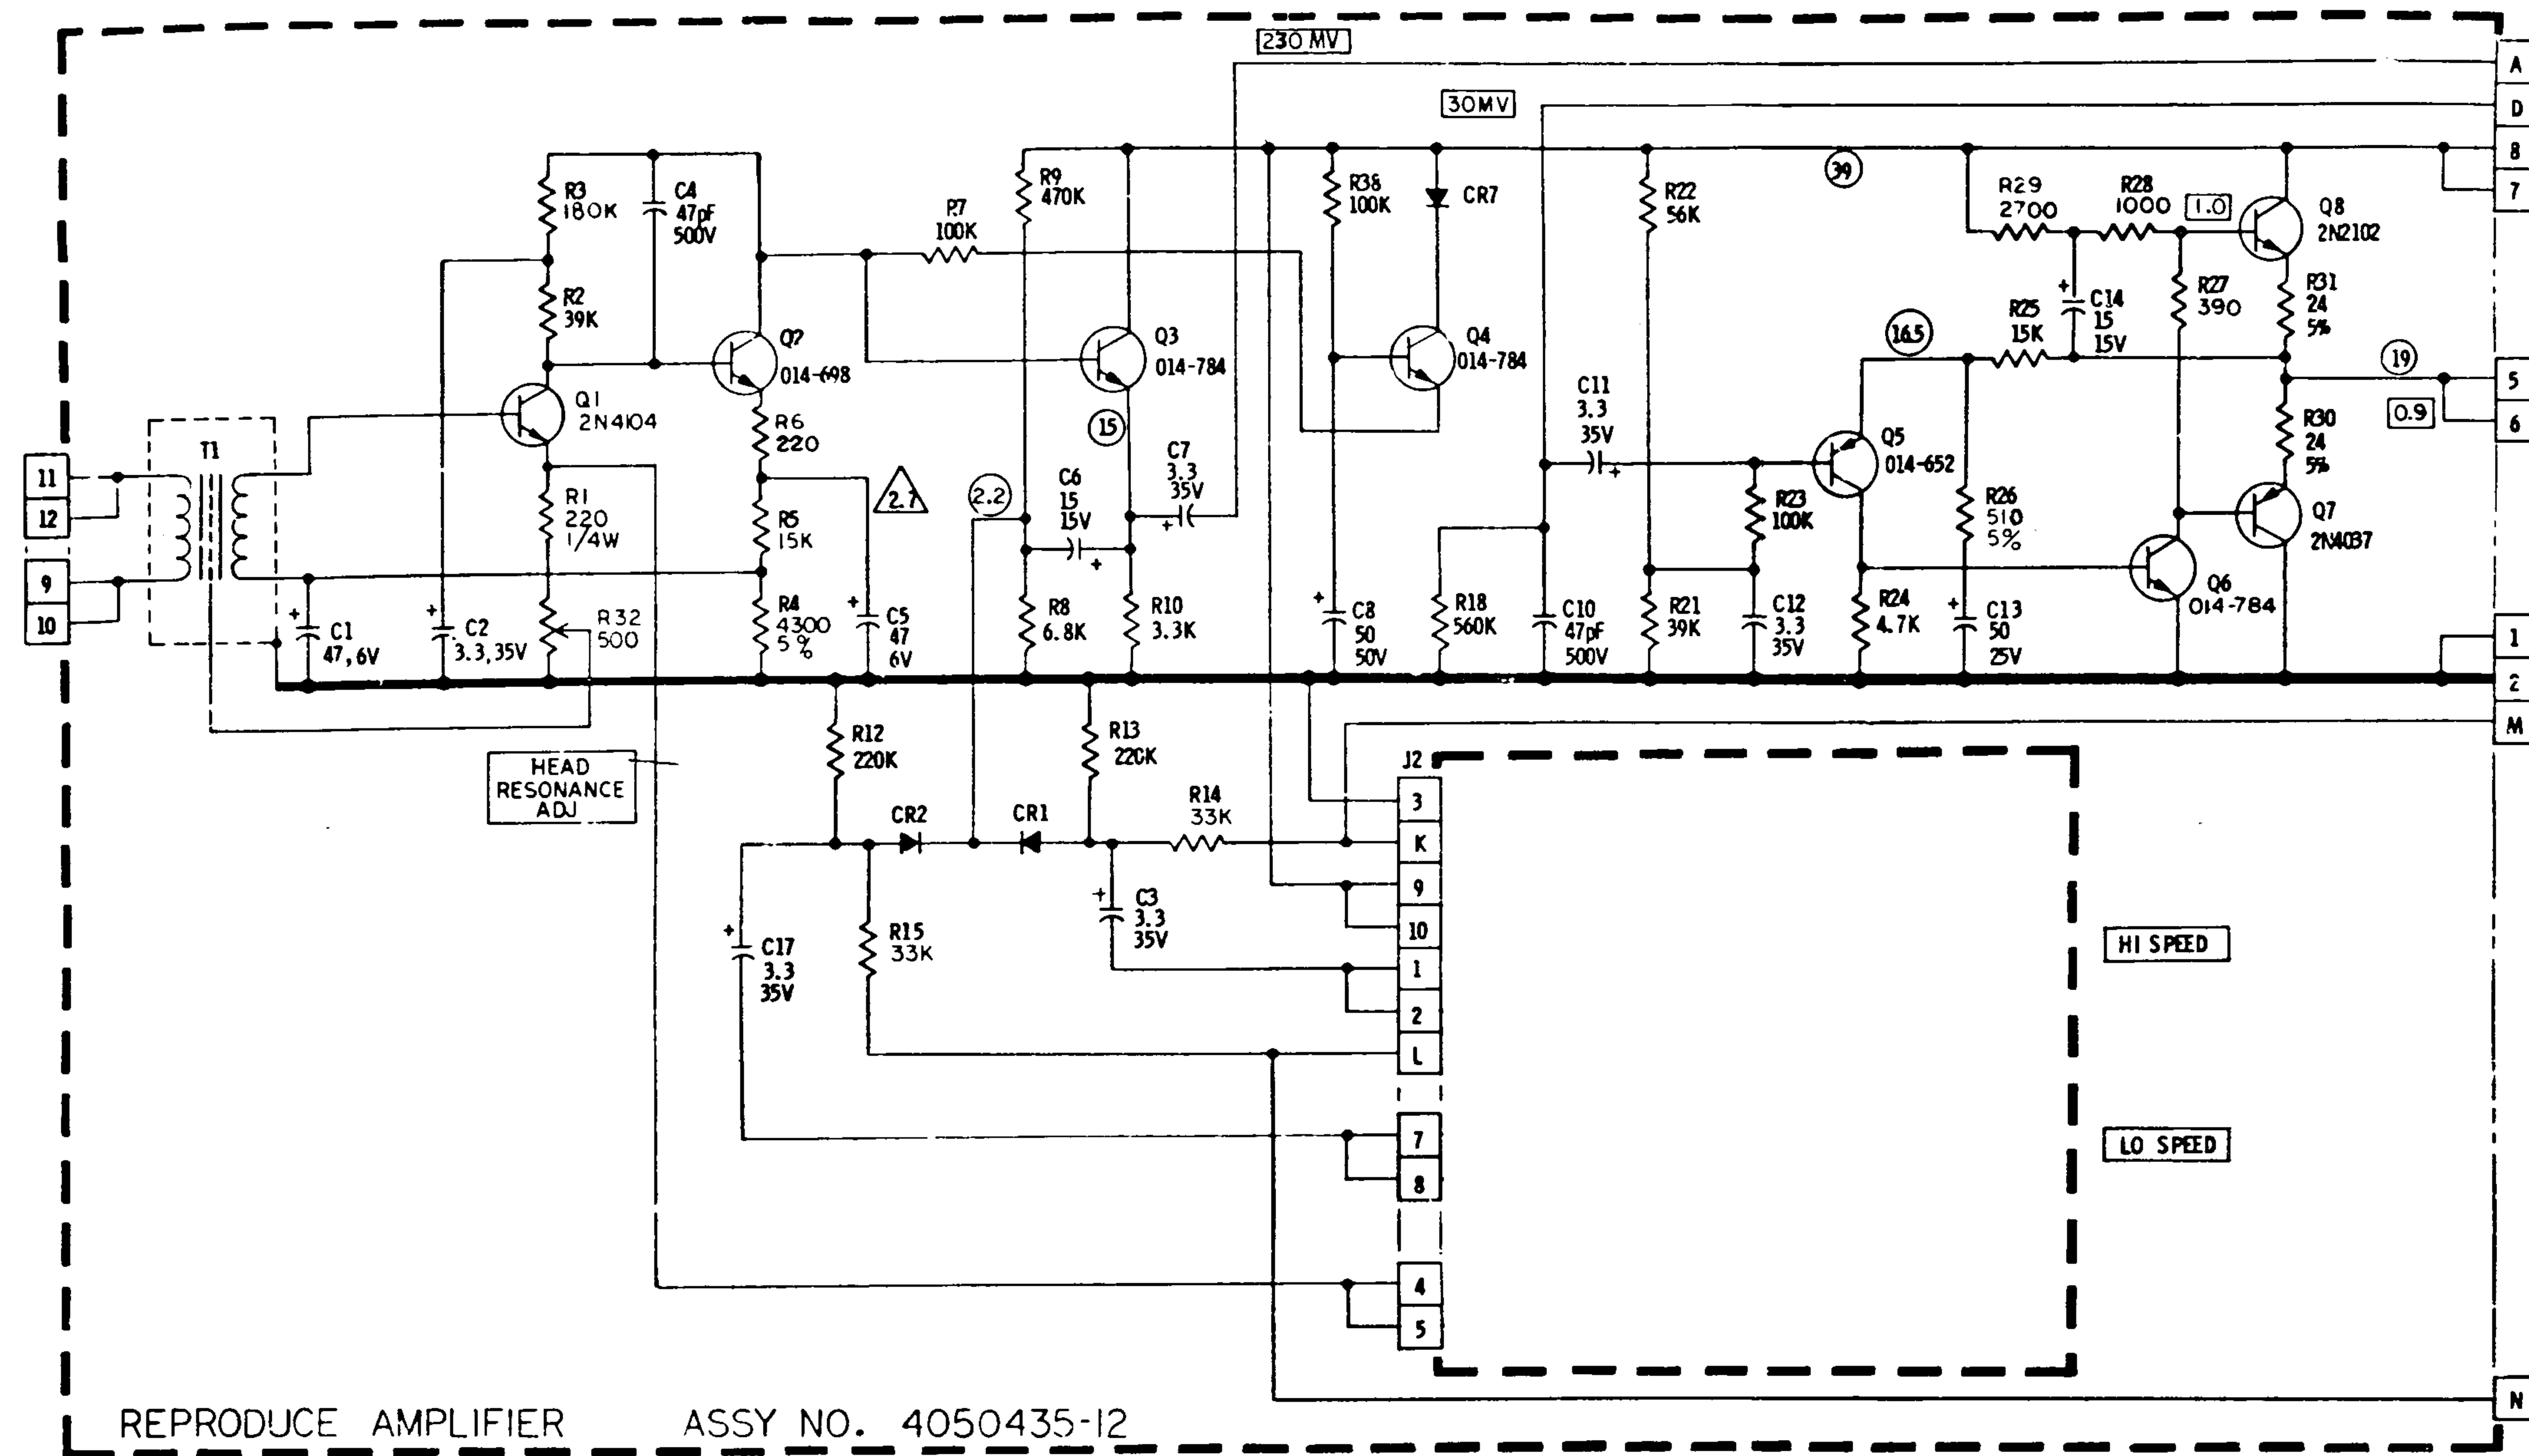 230 MV
A
30MV
D
8
7
39
R3
180K
C4
47pF
500V
R7
100K
R9
470K
R38
100K
CR7
R22
56K
R29
2700
R28
1000
1.0
Q8
2N2102
R2
39K
Q2
014-698
Q3
014-784
Q4
014-784
16.5
R25
15K
+
C14
15
15V
R27
390
R31
24
5%
19
5
0.9
6
Q1
2N4104
R6
220
15
C11
3.3
35V
+
Q5
014-652
R30
24
5%
T1
11
12
9
10
R1
220
1/4W
R5
15K
2.7
2.2
C6
15
15V
+
C7
3.3
35V
+
R23
100K
R26
510
5%
Q7
2N4037
Q6
014-784
+
C1
47,6V
+
C2
3.3,35V
R32
500
R4
4300
5%
+
C5
47
6V
R8
6.8K
R10
3.3K
+
C8
50
50V
R18
560K
C10
47pF
500V
R21
39K
C12
3.3
35V
R24
4.7K
+
C13
50
25V
1
2
M
HEAD
RESONANCE
ADJ
R12
220K
R13
220K
J2
3
K
9
10
1
2
L
7
8
4
5
CR2
CR1
R14
33K
+
C17
3.3
35V
R15
33K
+
C3
3.3
35V
HI SPEED
LO SPEED
N
REPRODUCE AMPLIFIER ASSY NO. 4050435-12